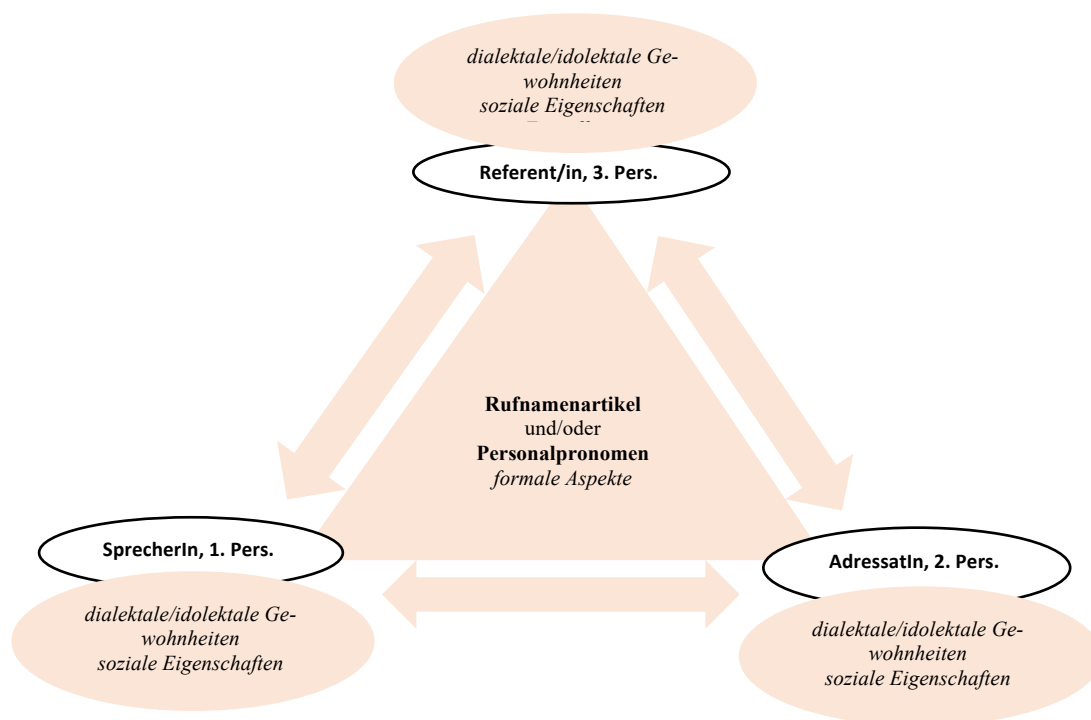 dialektale/idolektale Ge-
wohnheiten
soziale Eigenschaften
Referent/in, 3. Pers.
Rufnamenartikel
und/oder
Personalpronomen
formale Aspekte
SprecherIn, 1. Pers.
dialektale/idolektale Ge-
wohnheiten
soziale Eigenschaften
AdressatIn, 2. Pers.
dialektale/idolektale Ge-
wohnheiten
soziale Eigenschaften